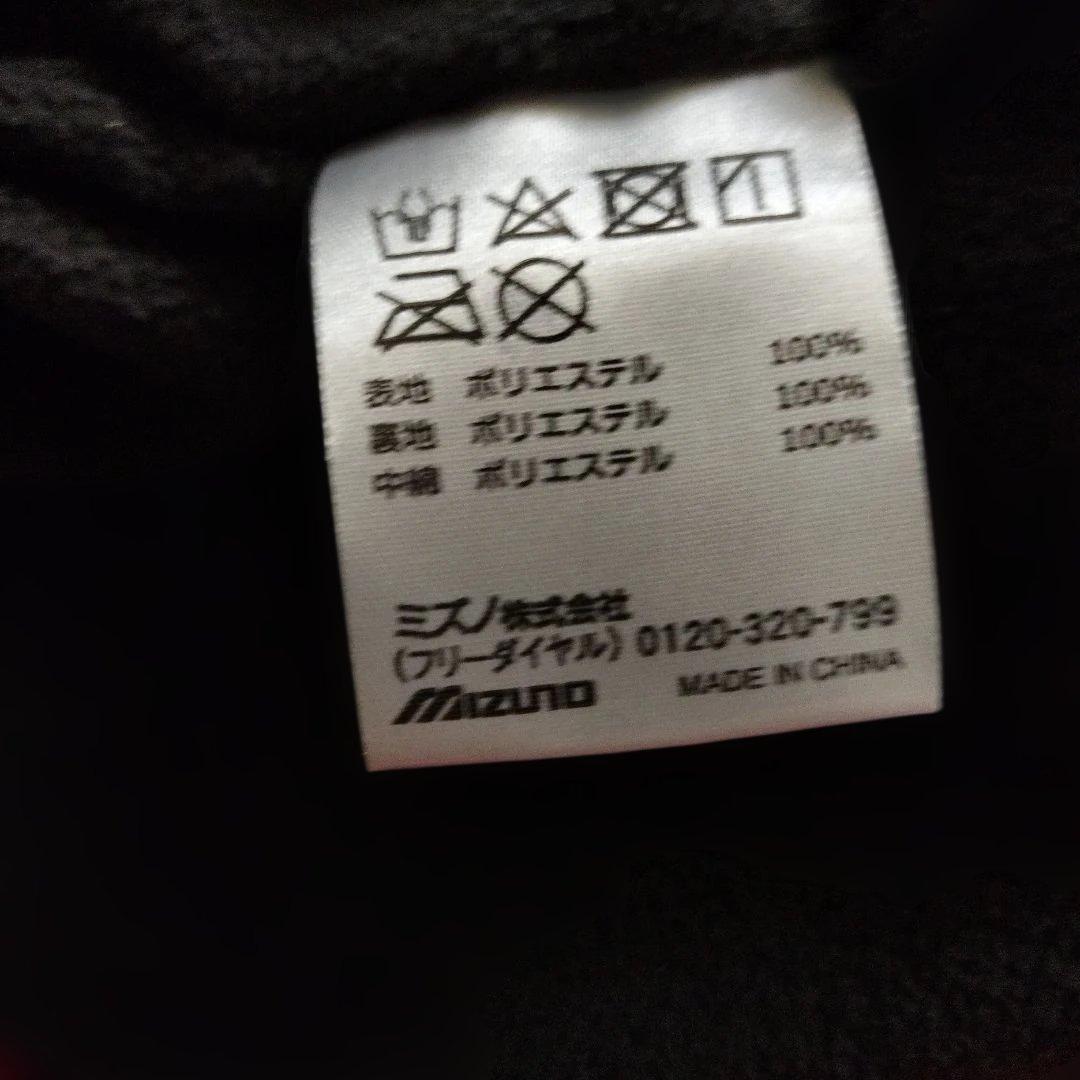 表地 ポリエステル 100%
裏地 ポリエステル 100%
中綿 ポリエステル 100%
ミズノ株式会社
(フリーダイヤル) 0120-320-799
MIZUNO MADE IN CHINA